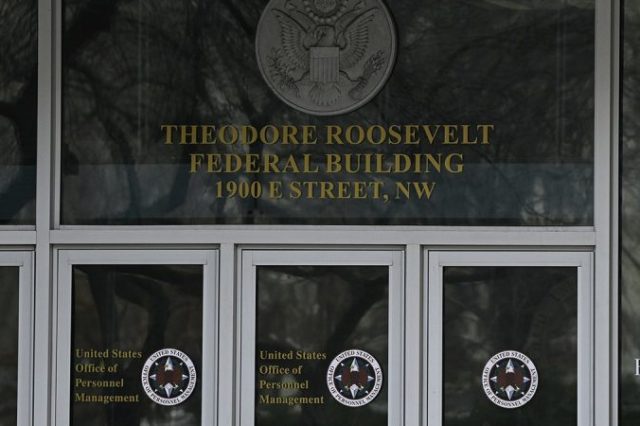 THEODORE ROOSEVELT
FEDERAL BUILDING
1900 E STREET, NW
United States
Office of
Personnel
Management
United States
Office of
Personnel
Management